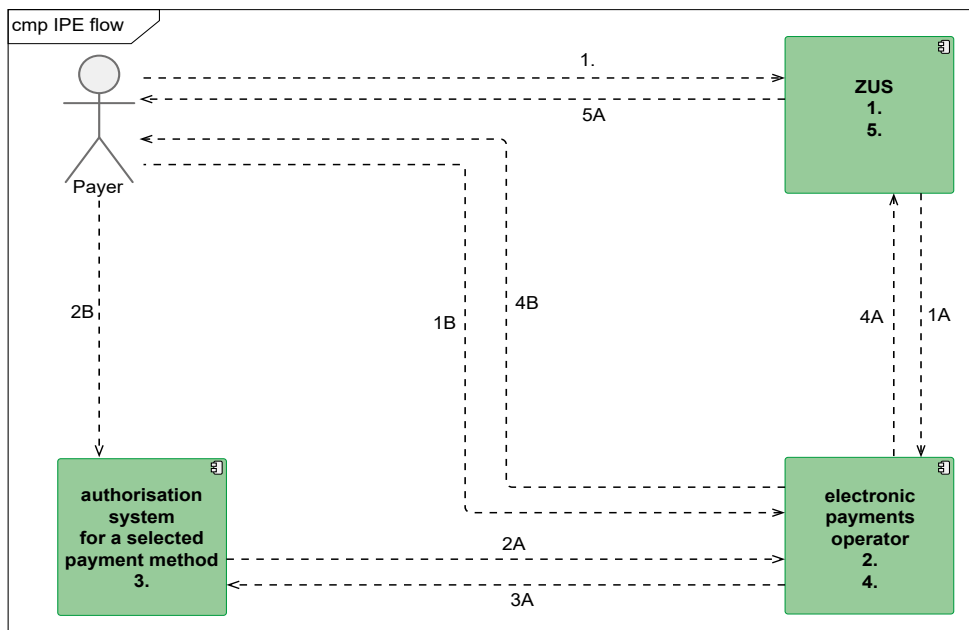 cmp IPE flow
1.
5A
ZUS
1.
5.
Payer
2B
1B
4B
4A
1A
authorisation
system
for a selected
payment method
3.
2A
3A
electronic
payments
operator
2.
4.